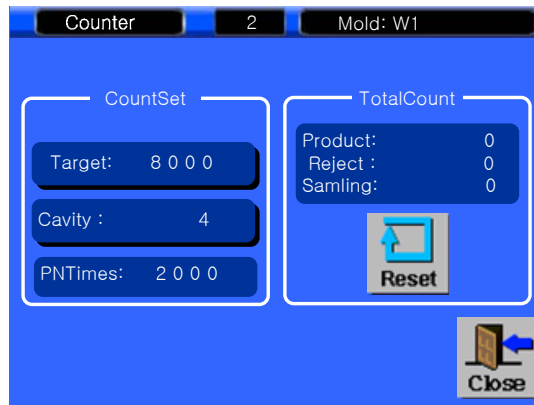 Counter 2 Mold: W1
CountSet
Target: 8000
Cavity : 4
PNTimes: 2000
TotalCount
Product: 0
Reject : 0
Samling: 0
Reset
Close